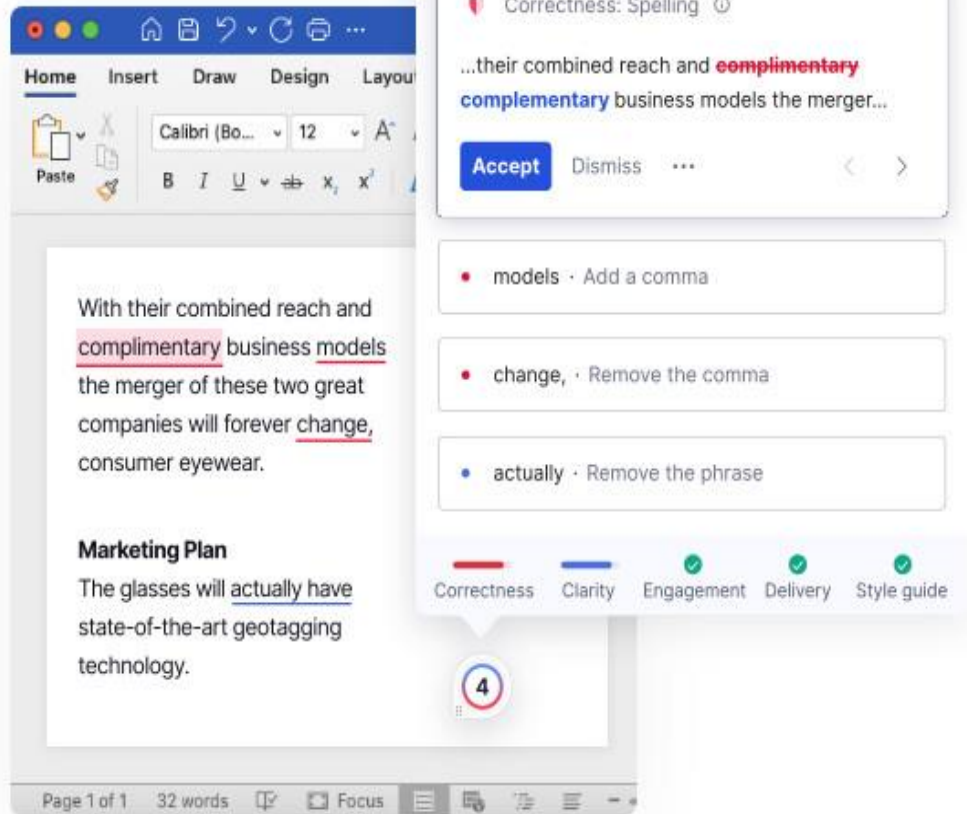 Home Insert Draw Design Layou
Paste
Calibri (Bo... 12 A
B I U ab x, x²
With their combined reach and
complimentary business models
the merger of these two great
companies will forever change,
consumer eyewear.
Marketing Plan
The glasses will actually have
state-of-the-art geotagging
technology.
Page 1 of 1 32 words Focus
Correctness: Spelling
...their combined reach and complimentary
complementary business models the merger...
Accept Dismiss ...
models · Add a comma
change, · Remove the comma
actually · Remove the phrase
Correctness Clarity Engagement Delivery Style guide
4